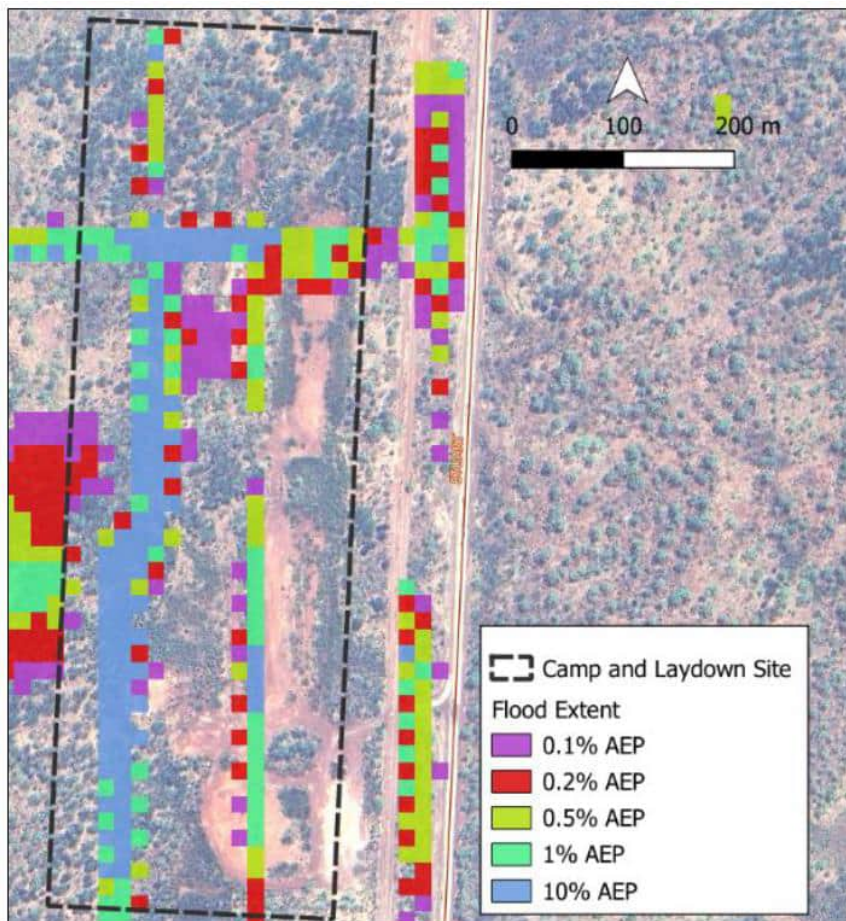 0 100 200 m
Camp and Laydown Site
Flood Extent
0.1% AEP
0.2% AEP
0.5% AEP
1% AEP
10% AEP